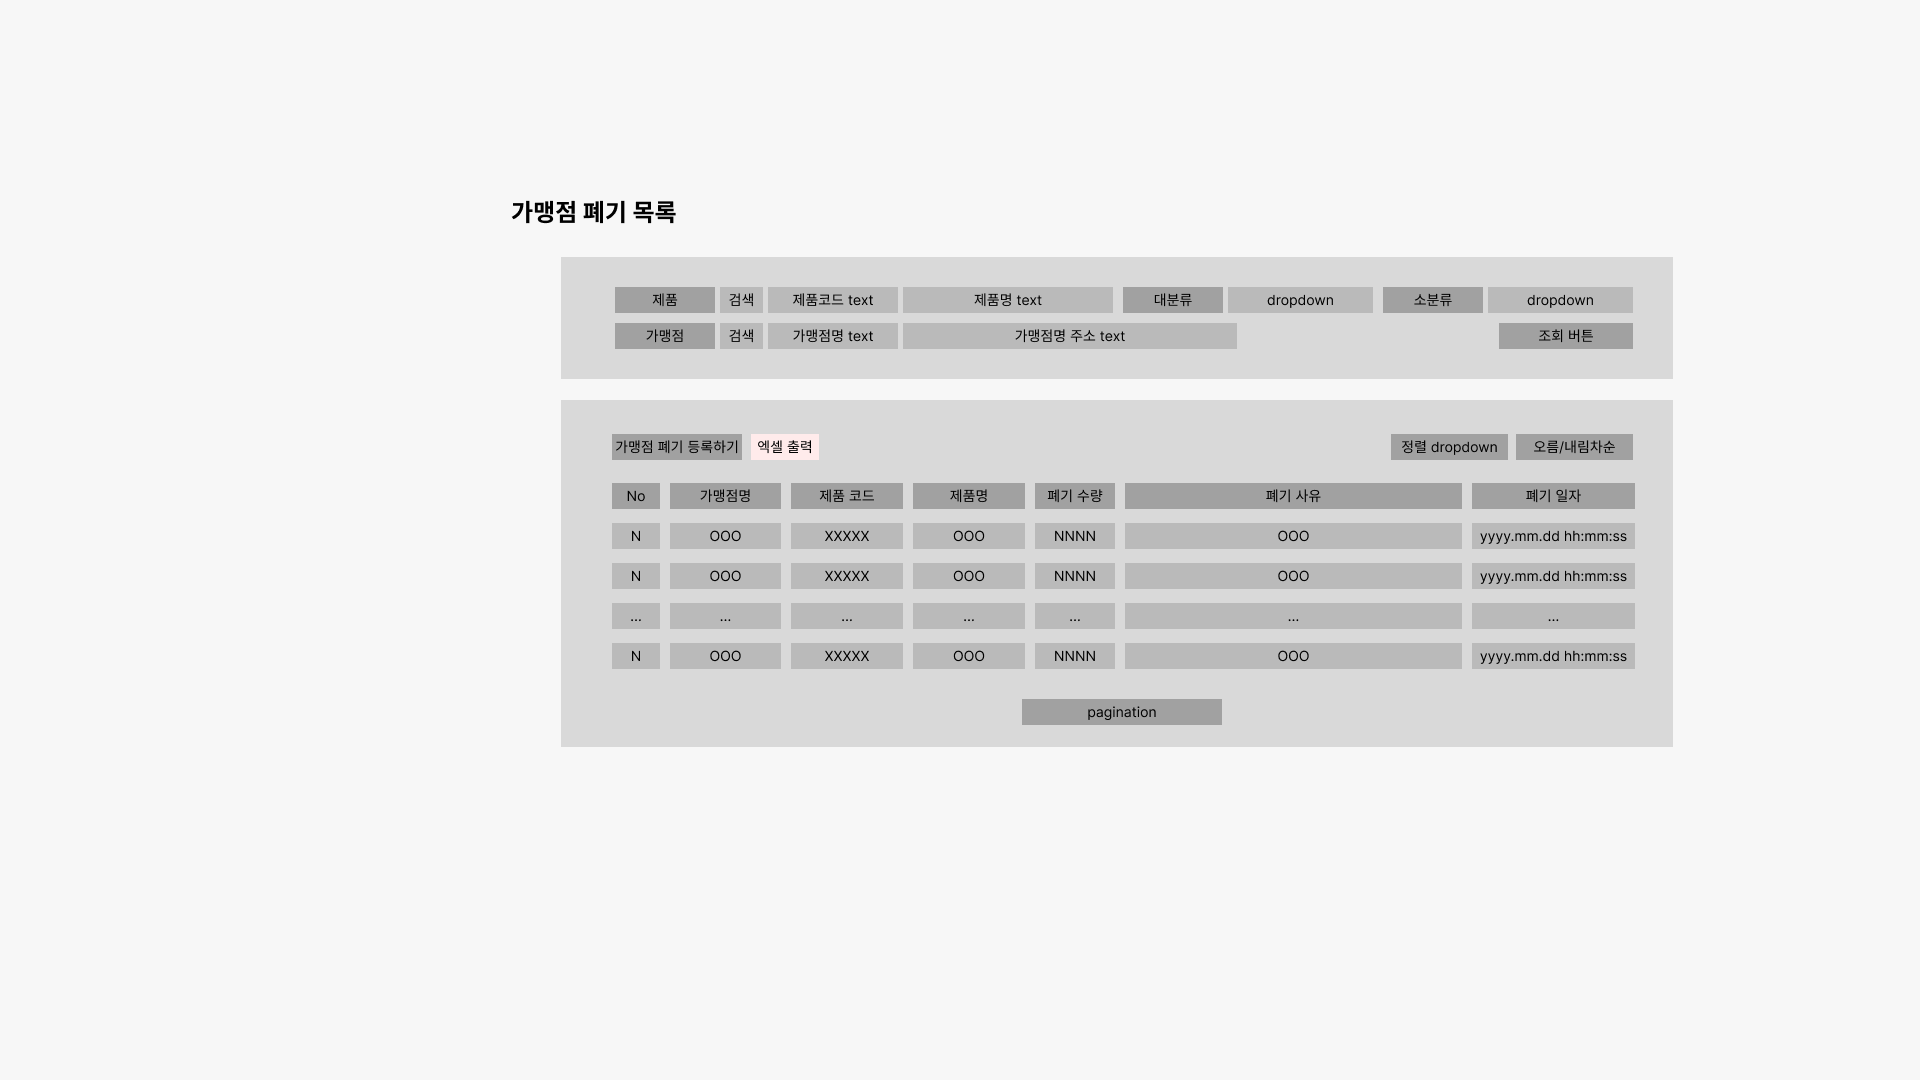 가맹점 폐기 목록
제품 검색 제품코드 text 제품명 text 대분류 dropdown 소분류 dropdown
가맹점 검색 가맹점명 text 가맹점명 주소 text 조회 버튼
가맹점 폐기 등록하기 엑셀 출력 정렬 dropdown 오름/내림차순
No 가맹점명 제품 코드 제품명 폐기 수량 폐기 사유 폐기 일자
N OOO XXXXX OOO NNNN OOO yyyy.mm.dd hh:mm:ss
N OOO XXXXX OOO NNNN OOO yyyy.mm.dd hh:mm:ss
... ... ... ... ... ... ...
N OOO XXXXX OOO NNNN OOO yyyy.mm.dd hh:mm:ss
pagination